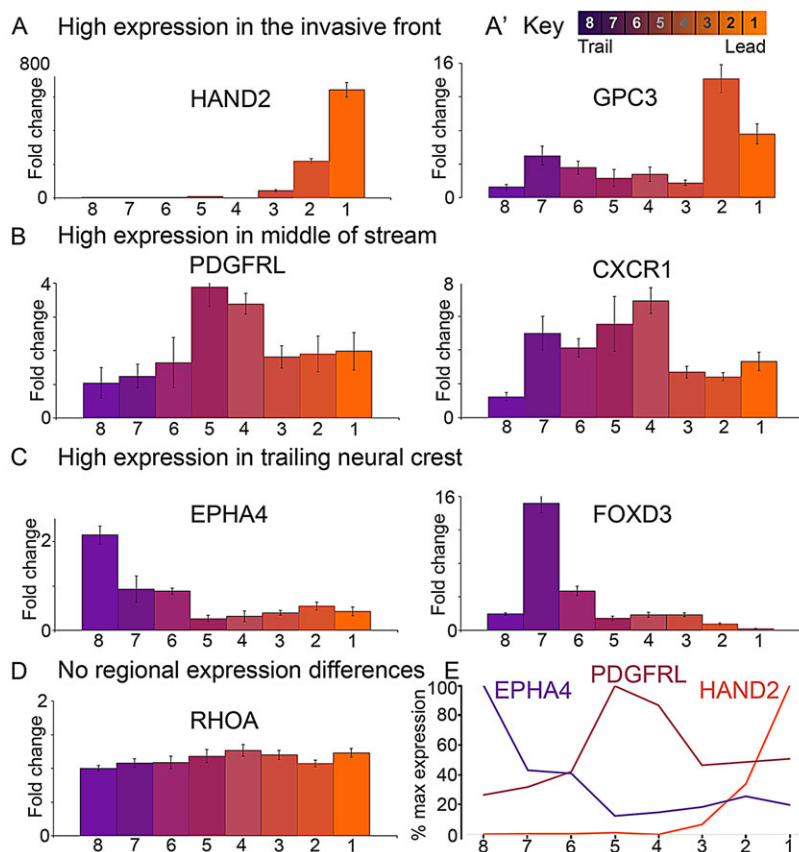 A High expression in the invasive front
A' Key 8 7 6 5 4 3 2 1
Trail Lead
800
Fold change
HAND2
0
8 7 6 5 4 3 2 1
16
Fold change
GPC3
0
8 7 6 5 4 3 2 1
B High expression in middle of stream
PDGFRL
4
Fold change
0
8 7 6 5 4 3 2 1
CXCR1
8
Fold change
0
8 7 6 5 4 3 2 1
C High expression in trailing neural crest
EPHA4
2
Fold change
0
8 7 6 5 4 3 2 1
16
FOXD3
Fold change
0
8 7 6 5 4 3 2 1
D No regional expression differences
2
RHOA
Fold change
0
8 7 6 5 4 3 2 1
E
EPHA4 PDGFRL HAND2
100
80
60
40
20
0
% max expression
8 7 6 5 4 3 2 1